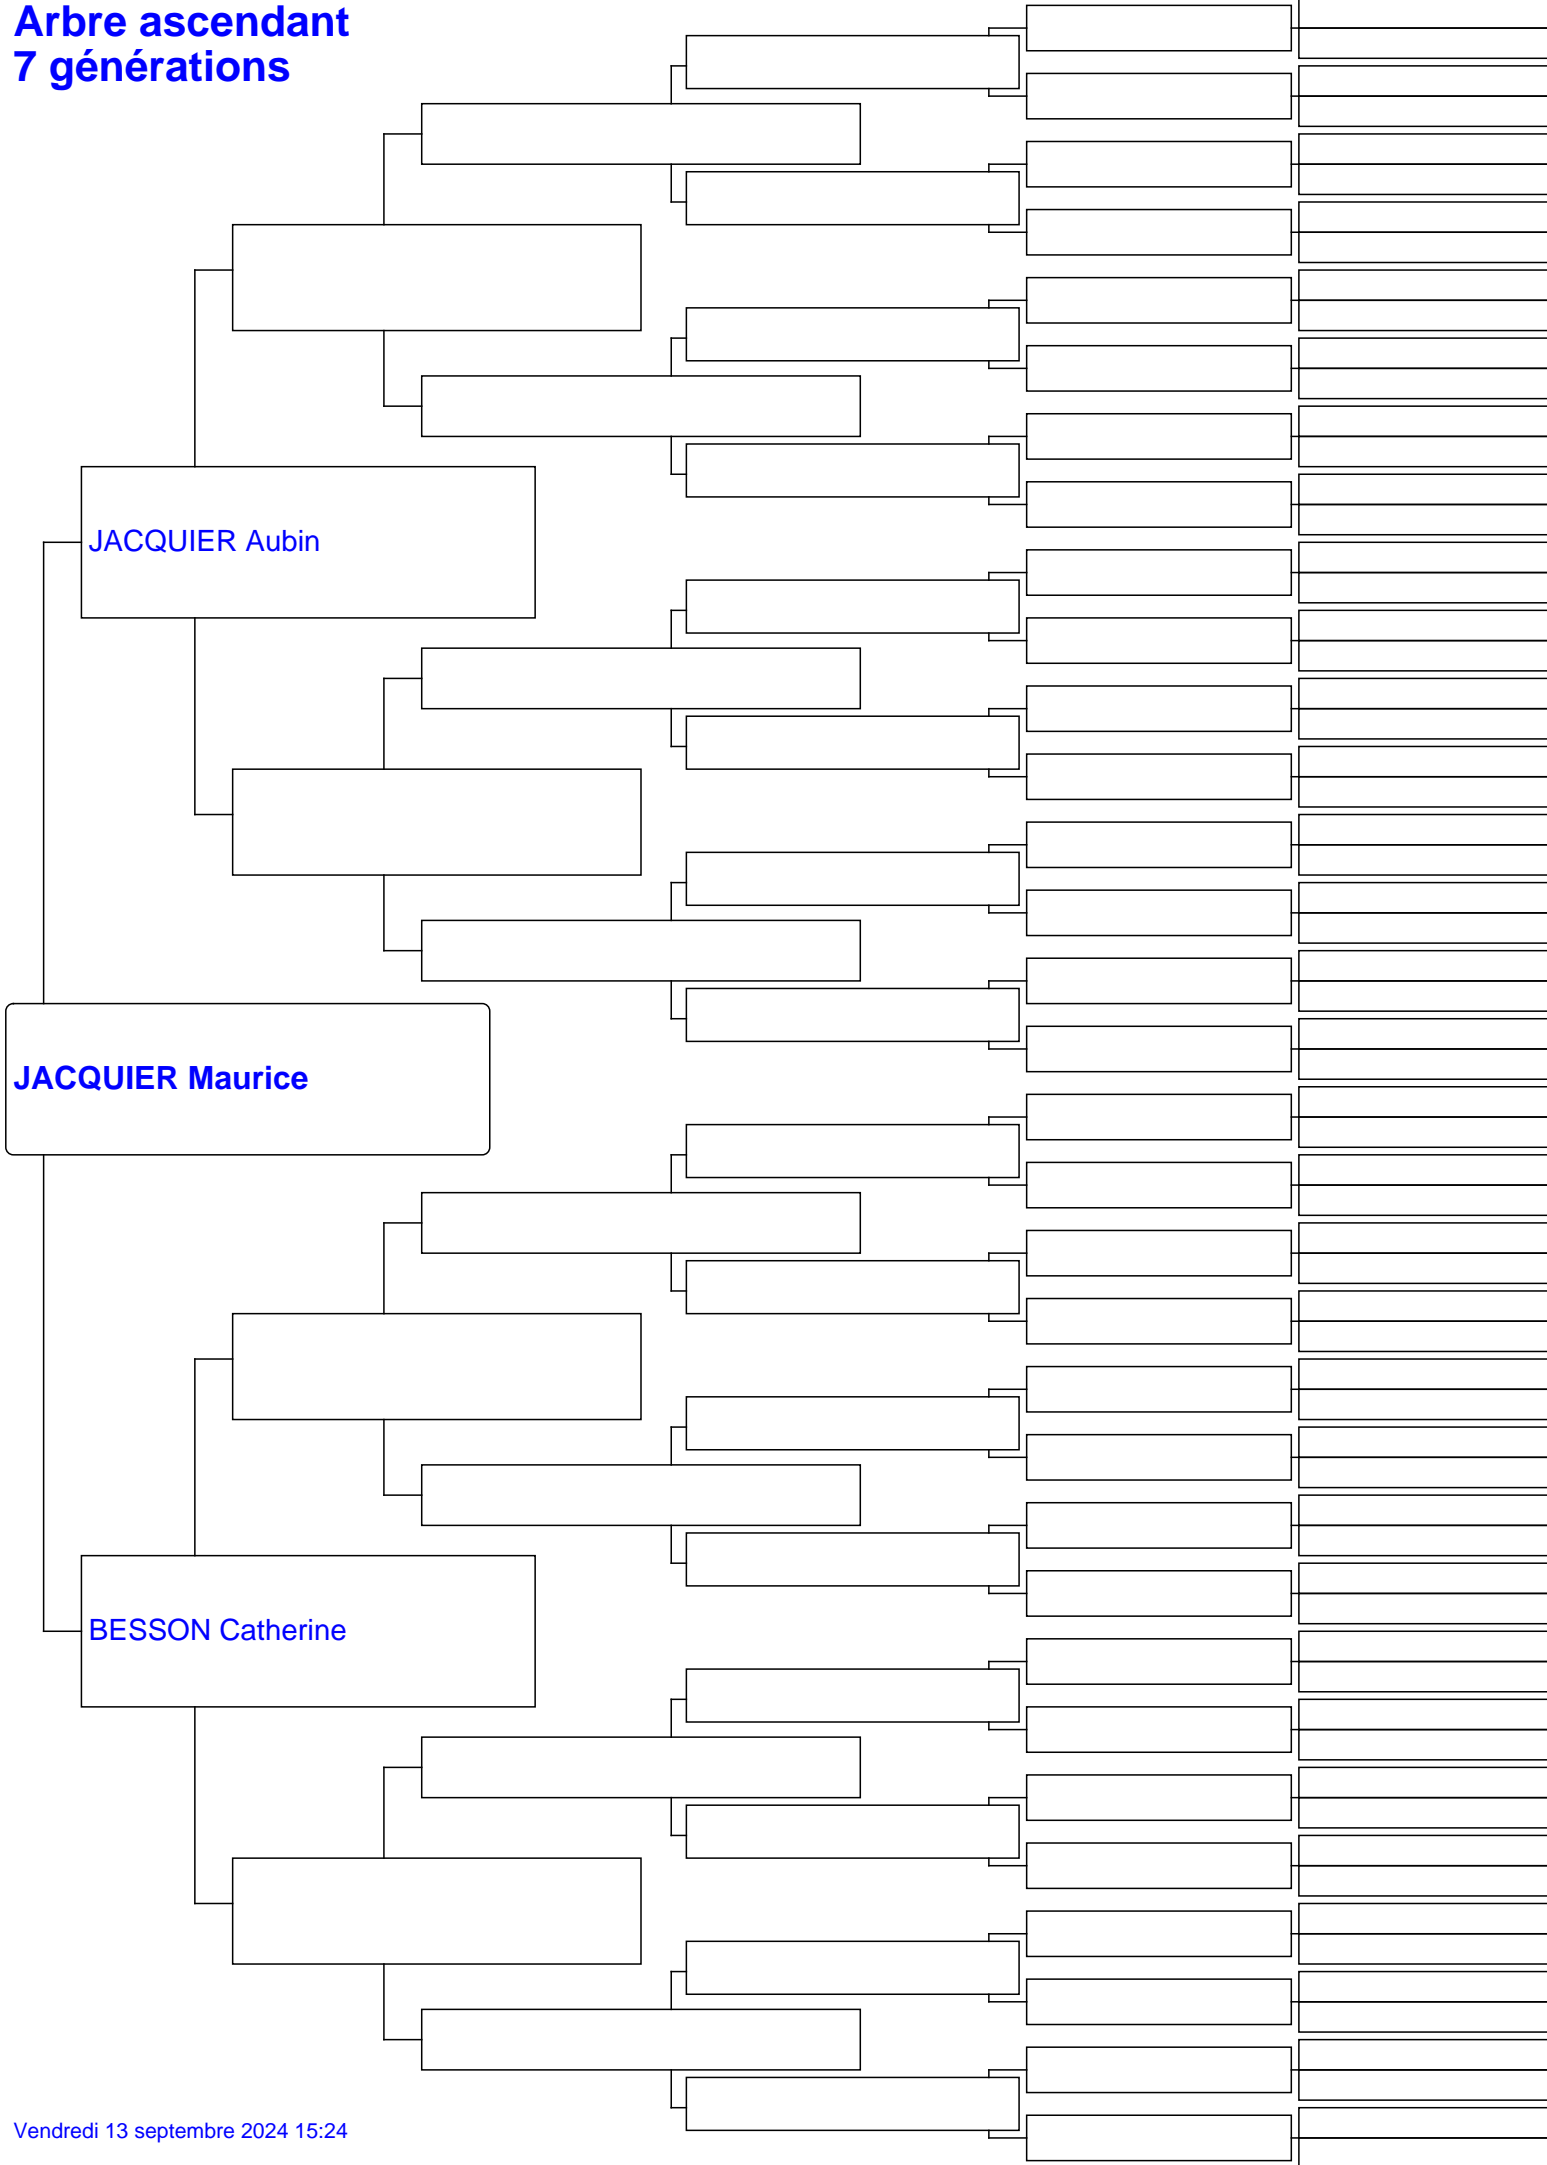 Arbre ascendant
7 générations
JACQUIER Aubin
JACQUIER Maurice
BESSON Catherine
Vendredi 13 septembre 2024 15:24